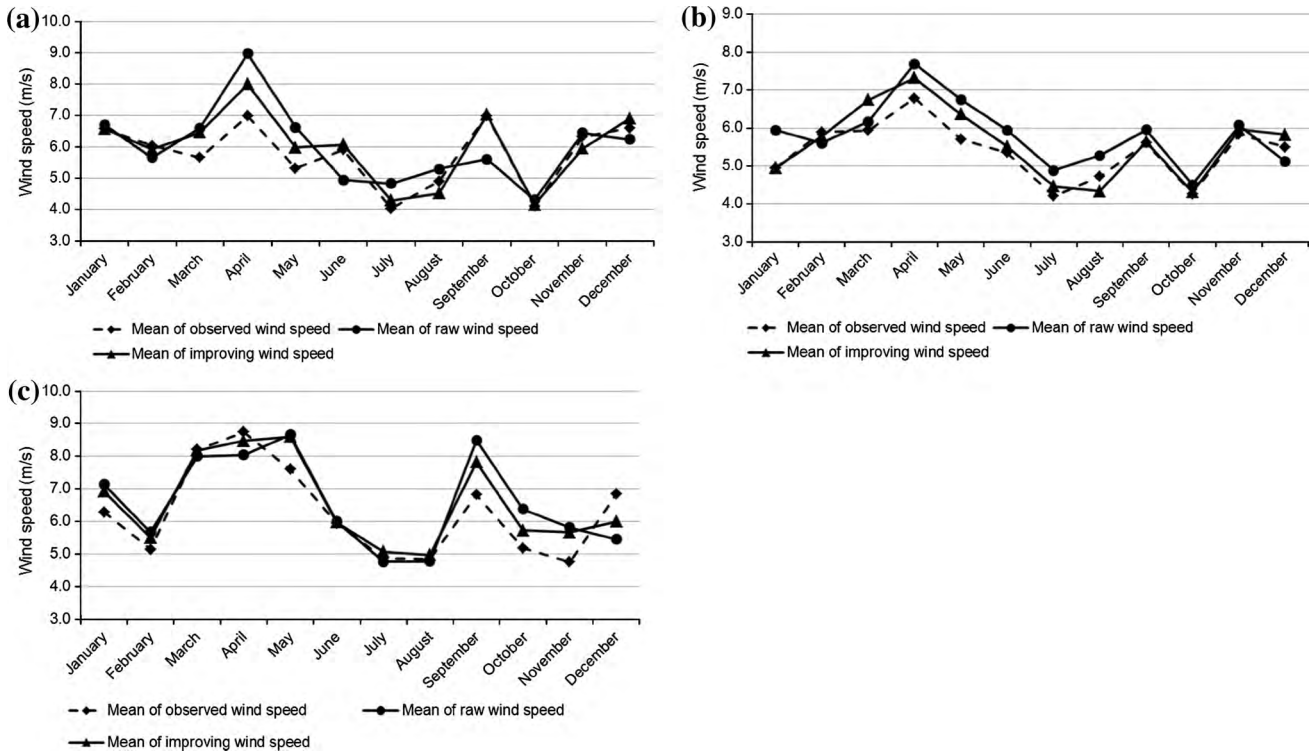 (a)
Wind speed (m/s)
10.0
9.0
8.0
7.0
6.0
5.0
4.0
3.0
January
February
March
April
May
June
July
August
September
October
November
December
Mean of observed wind speed
Mean of raw wind speed
Mean of improving wind speed
(b)
Wind speed (m/s)
9.0
8.0
7.0
6.0
5.0
4.0
3.0
January
February
March
April
May
June
July
August
September
October
November
December
Mean of observed wind speed
Mean of raw wind speed
Mean of improving wind speed
(c)
Wind speed (m/s)
10.0
9.0
8.0
7.0
6.0
5.0
4.0
3.0
January
February
March
April
May
June
July
August
September
October
November
December
Mean of observed wind speed
Mean of raw wind speed
Mean of improving wind speed